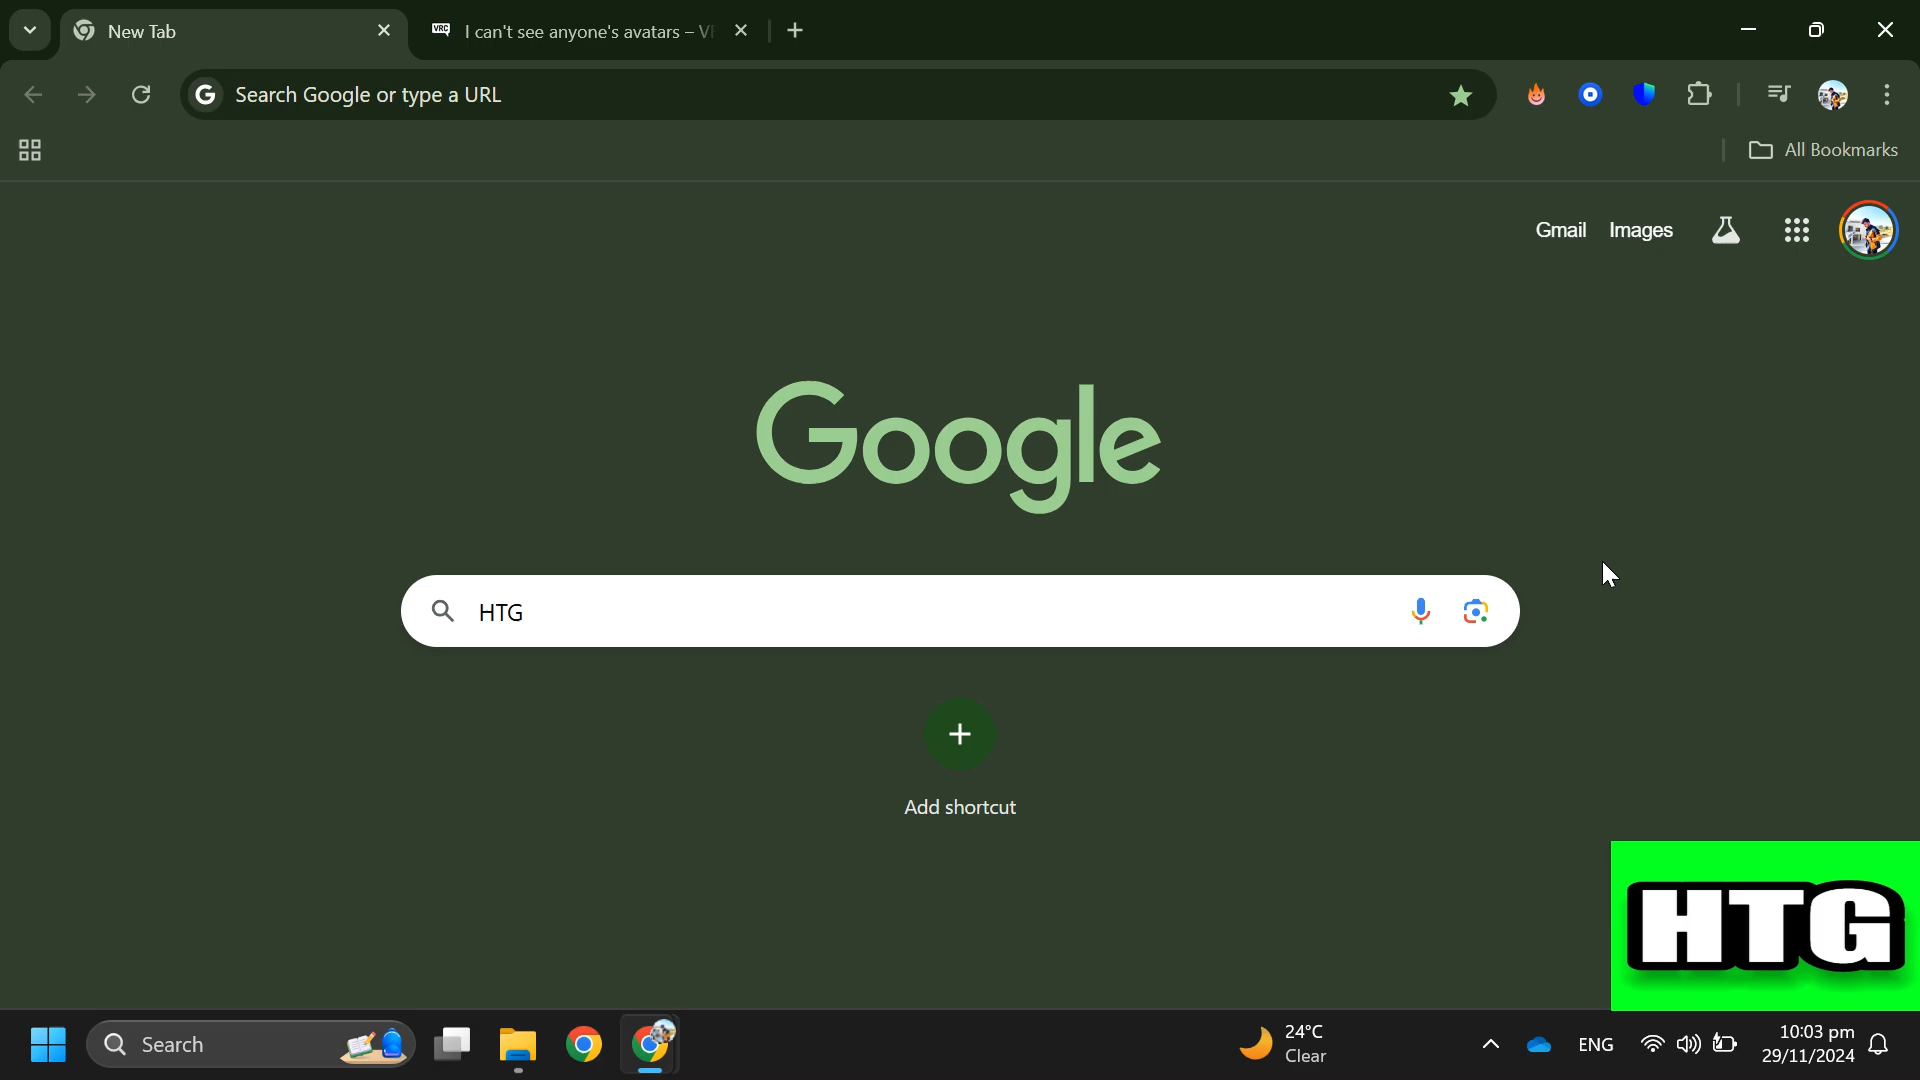 New Tab
I can't see anyone's avatars – V
Search Google or type a URL
All Bookmarks
Gmail Images
Google
HTG
Add shortcut
HTG
Search
24°C
Clear
ENG
10:03 pm
29/11/2024